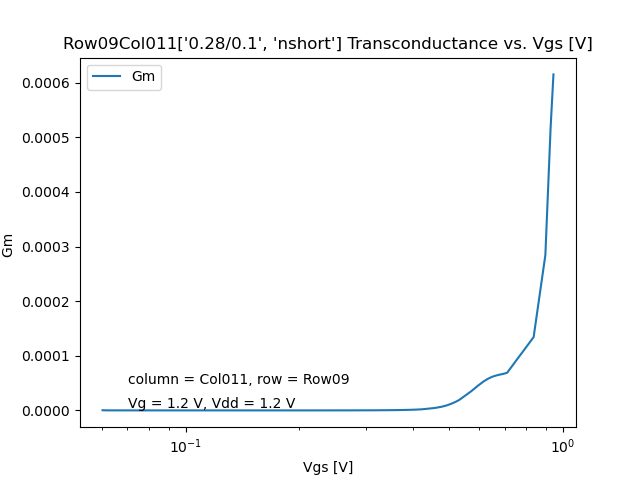 Row09Col011['0.28/0.1', 'nshort'] Transconductance vs. Vgs [V]
Gm
0.0006
0.0005
0.0004
0.0003
0.0002
0.0001
0.0000
Gm
column = Col011, row = Row09
Vg = 1.2 V, Vdd = 1.2 V
10⁻¹ 10⁰
Vgs [V]